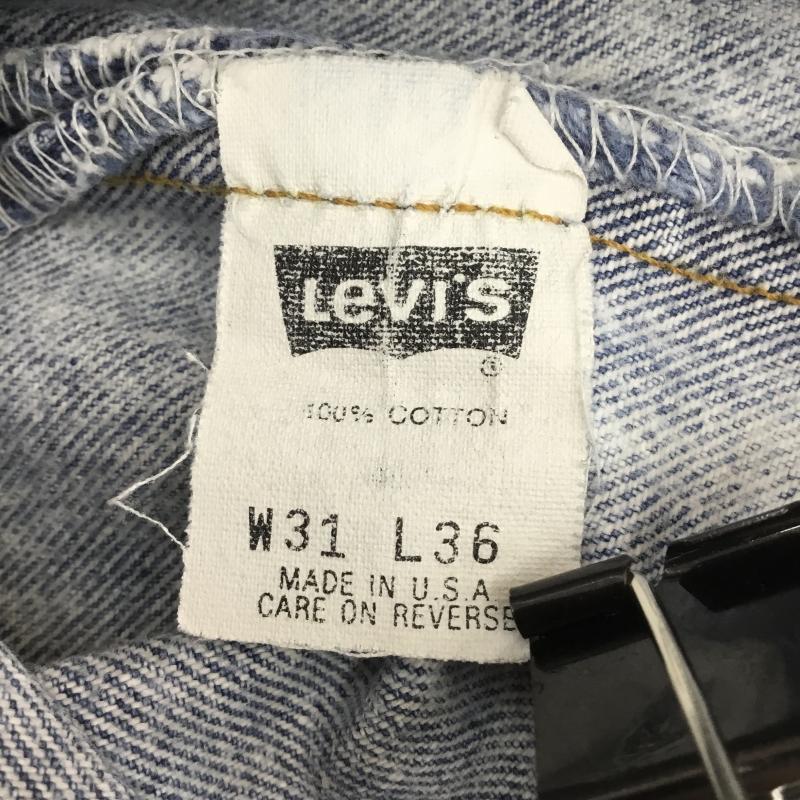 Levi's
®
100% COTTON
W31 L36
MADE IN U.S.A.
CARE ON REVERSE